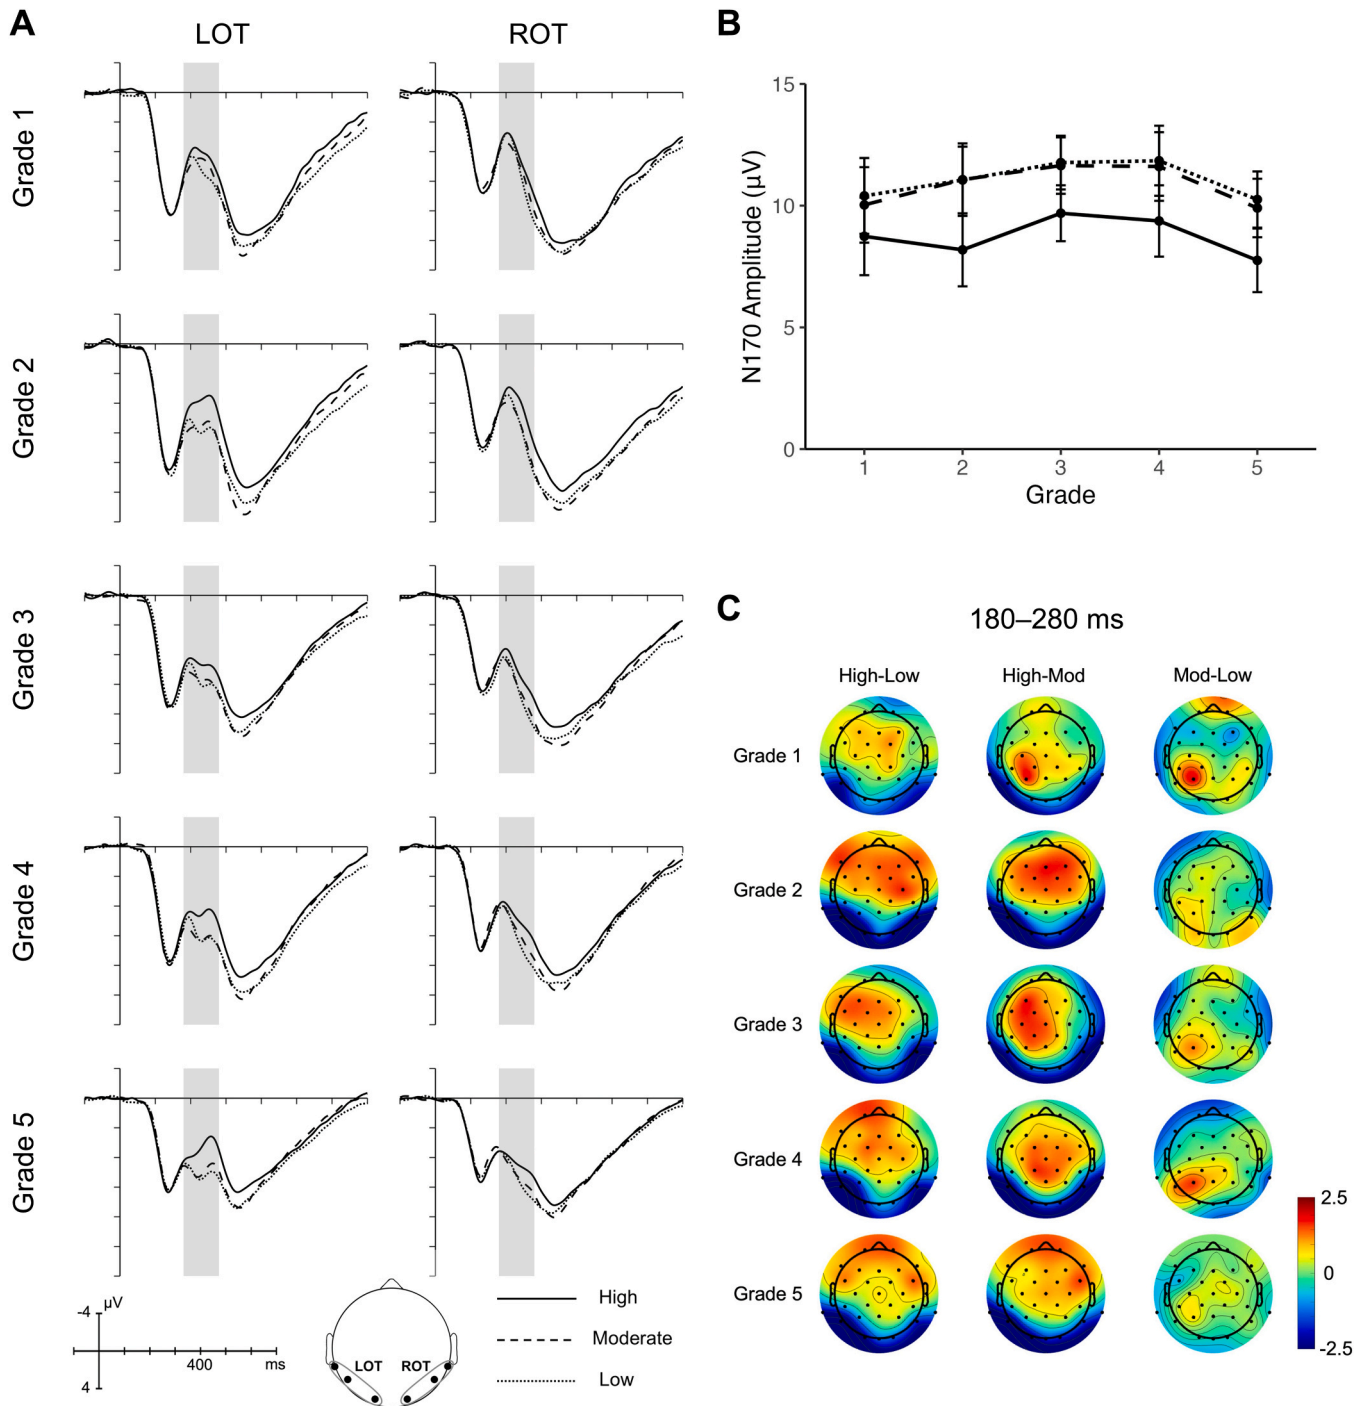 A
LOT
ROT
Grade 1
Grade 2
Grade 3
Grade 4
Grade 5
-4
μV
400
ms
4
LOT
ROT
High
Moderate
Low
B
N170 Amplitude (μV)
15
10
5
0
1 2 3 4 5
Grade
C
180–280 ms
High-Low High-Mod Mod-Low
Grade 1
Grade 2
Grade 3
Grade 4
Grade 5
2.5
0
-2.5